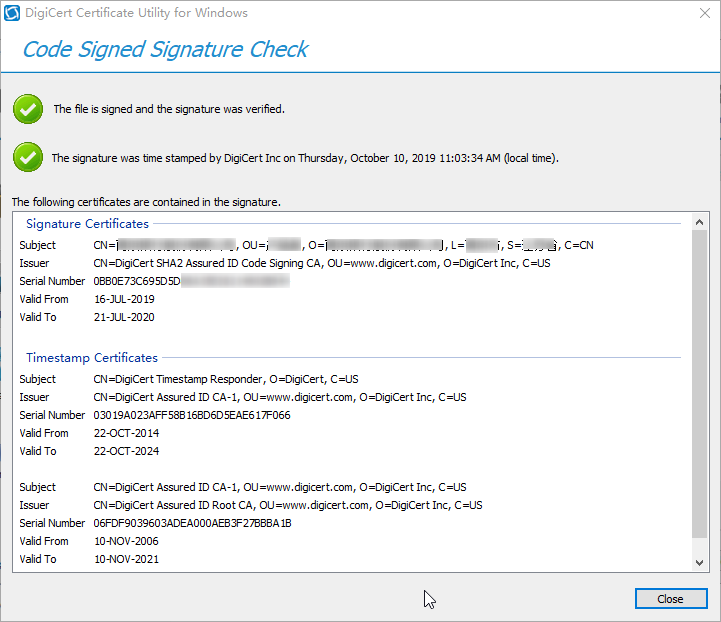 DigiCert Certificate Utility for Windows
Code Signed Signature Check
The file is signed and the signature was verified.
The signature was time stamped by DigiCert Inc on Thursday, October 10, 2019 11:03:34 AM (local time).
The following certificates are contained in the signature.
Signature Certificates
Subject CN= , OU= , O= , L= , S= , C=CN
Issuer CN=DigiCert SHA2 Assured ID Code Signing CA, OU=www.digicert.com, O=DigiCert Inc, C=US
Serial Number 0BB0E73C695D5D
Valid From 16-JUL-2019
Valid To 21-JUL-2020
Timestamp Certificates
Subject CN=DigiCert Timestamp Responder, O=DigiCert, C=US
Issuer CN=DigiCert Assured ID CA-1, OU=www.digicert.com, O=DigiCert Inc, C=US
Serial Number 03019A023AFF58B16BD6D5EAE617F066
Valid From 22-OCT-2014
Valid To 22-OCT-2024
Subject CN=DigiCert Assured ID CA-1, OU=www.digicert.com, O=DigiCert Inc, C=US
Issuer CN=DigiCert Assured ID Root CA, OU=www.digicert.com, O=DigiCert Inc, C=US
Serial Number 06FDF9039603ADEA000AEB3F27BBBA1B
Valid From 10-NOV-2006
Valid To 10-NOV-2021
Close